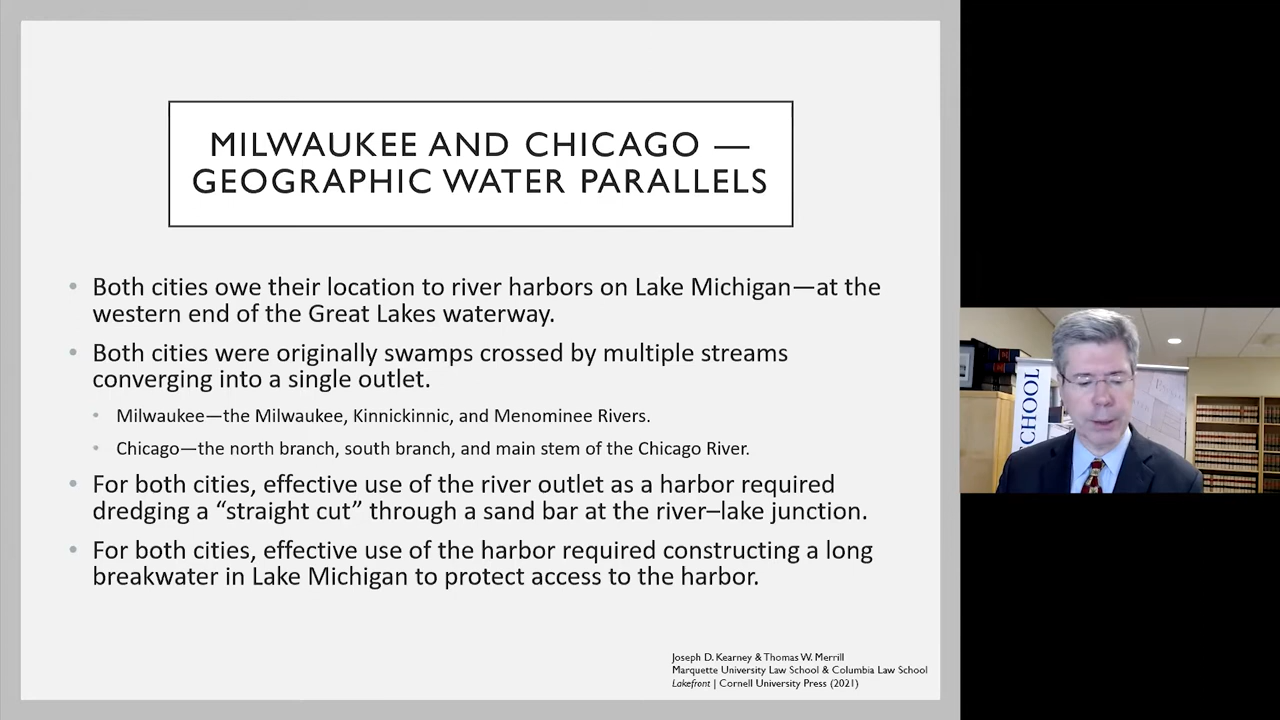 MILWAUKEE AND CHICAGO —
GEOGRAPHIC WATER PARALLELS
• Both cities owe their location to river harbors on Lake Michigan—at the
western end of the Great Lakes waterway.
• Both cities were originally swamps crossed by multiple streams
converging into a single outlet.
• Milwaukee—the Milwaukee, Kinnickinnic, and Menominee Rivers.
• Chicago—the north branch, south branch, and main stem of the Chicago River.
• For both cities, effective use of the river outlet as a harbor required
dredging a “straight cut” through a sand bar at the river–lake junction.
• For both cities, effective use of the harbor required constructing a long
breakwater in Lake Michigan to protect access to the harbor.
Joseph D. Kearney & Thomas W. Merrill
Marquette University Law School & Columbia Law School
Lakefront | Cornell University Press (2021)
CHOOL